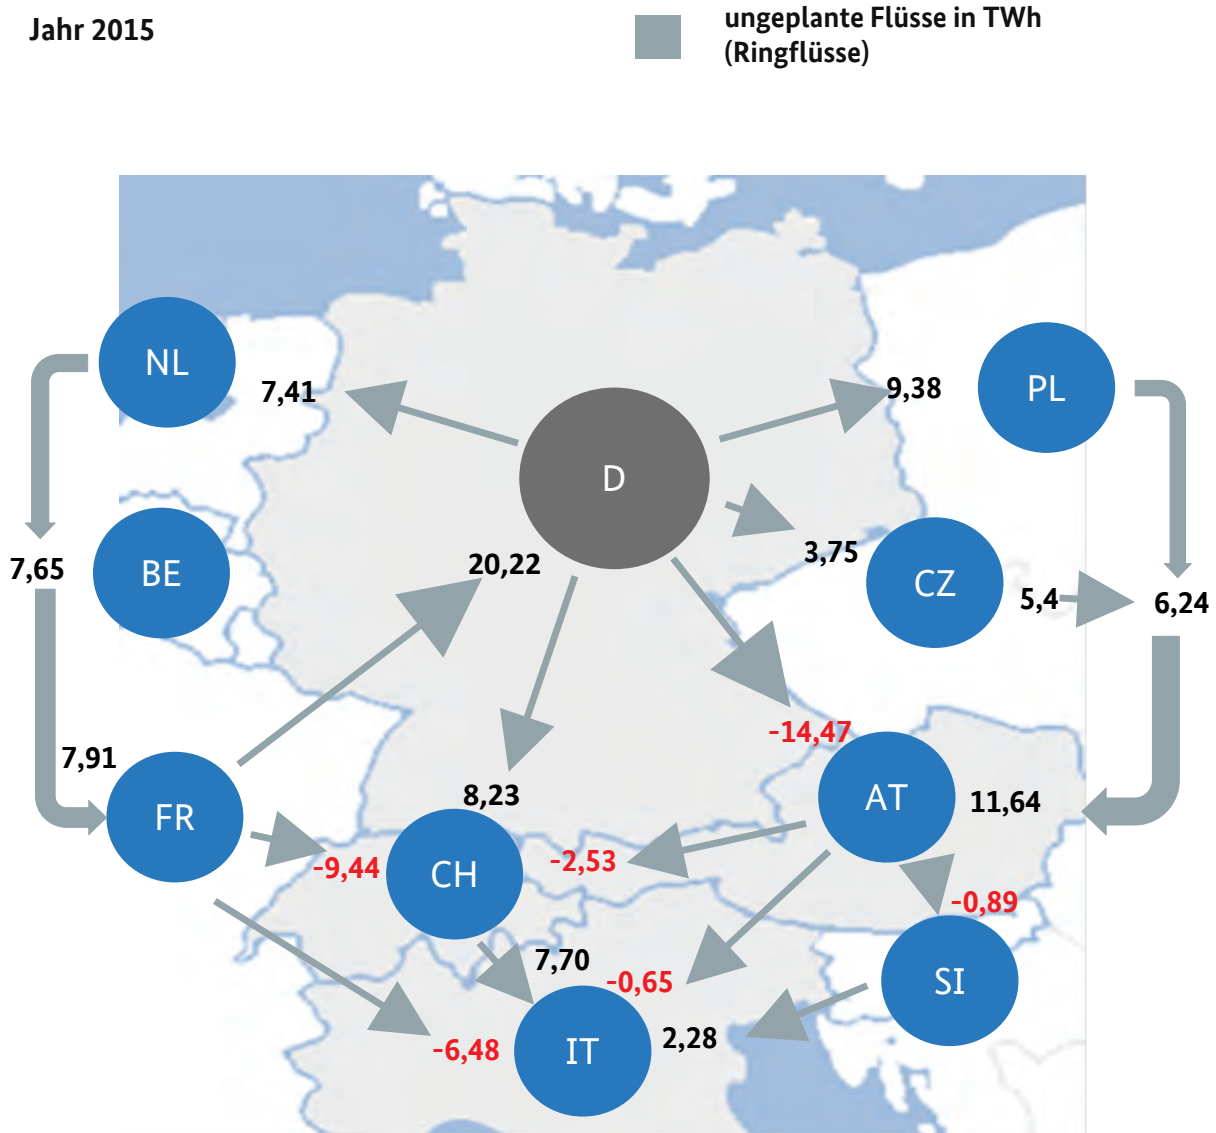 Jahr 2015
ungeplante Flüsse in TWh
(Ringflüsse)
NL
7,41
9,38
PL
D
7,65
BE
20,22
3,75
CZ
5,4
6,24
-14,47
7,91
FR
8,23
AT
11,64
-9,44
CH
-2,53
-0,89
7,70
-0,65
SI
-6,48
IT
2,28